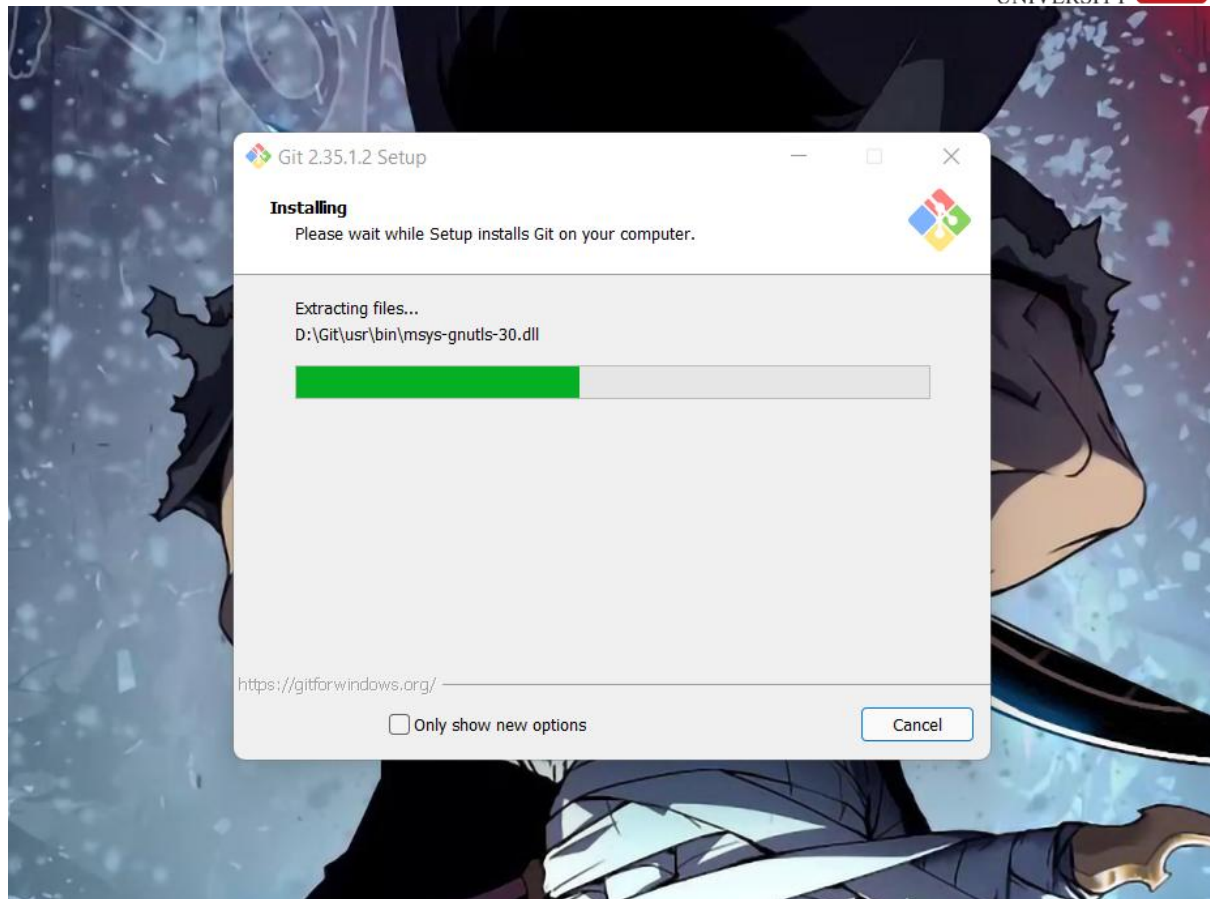 UNIVERSITY
Git 2.35.1.2 Setup
Installing
Please wait while Setup installs Git on your computer.
Extracting files...
D:\Git\usr\bin\msys-gnutls-30.dll
https://gitforwindows.org/
Only show new options
Cancel